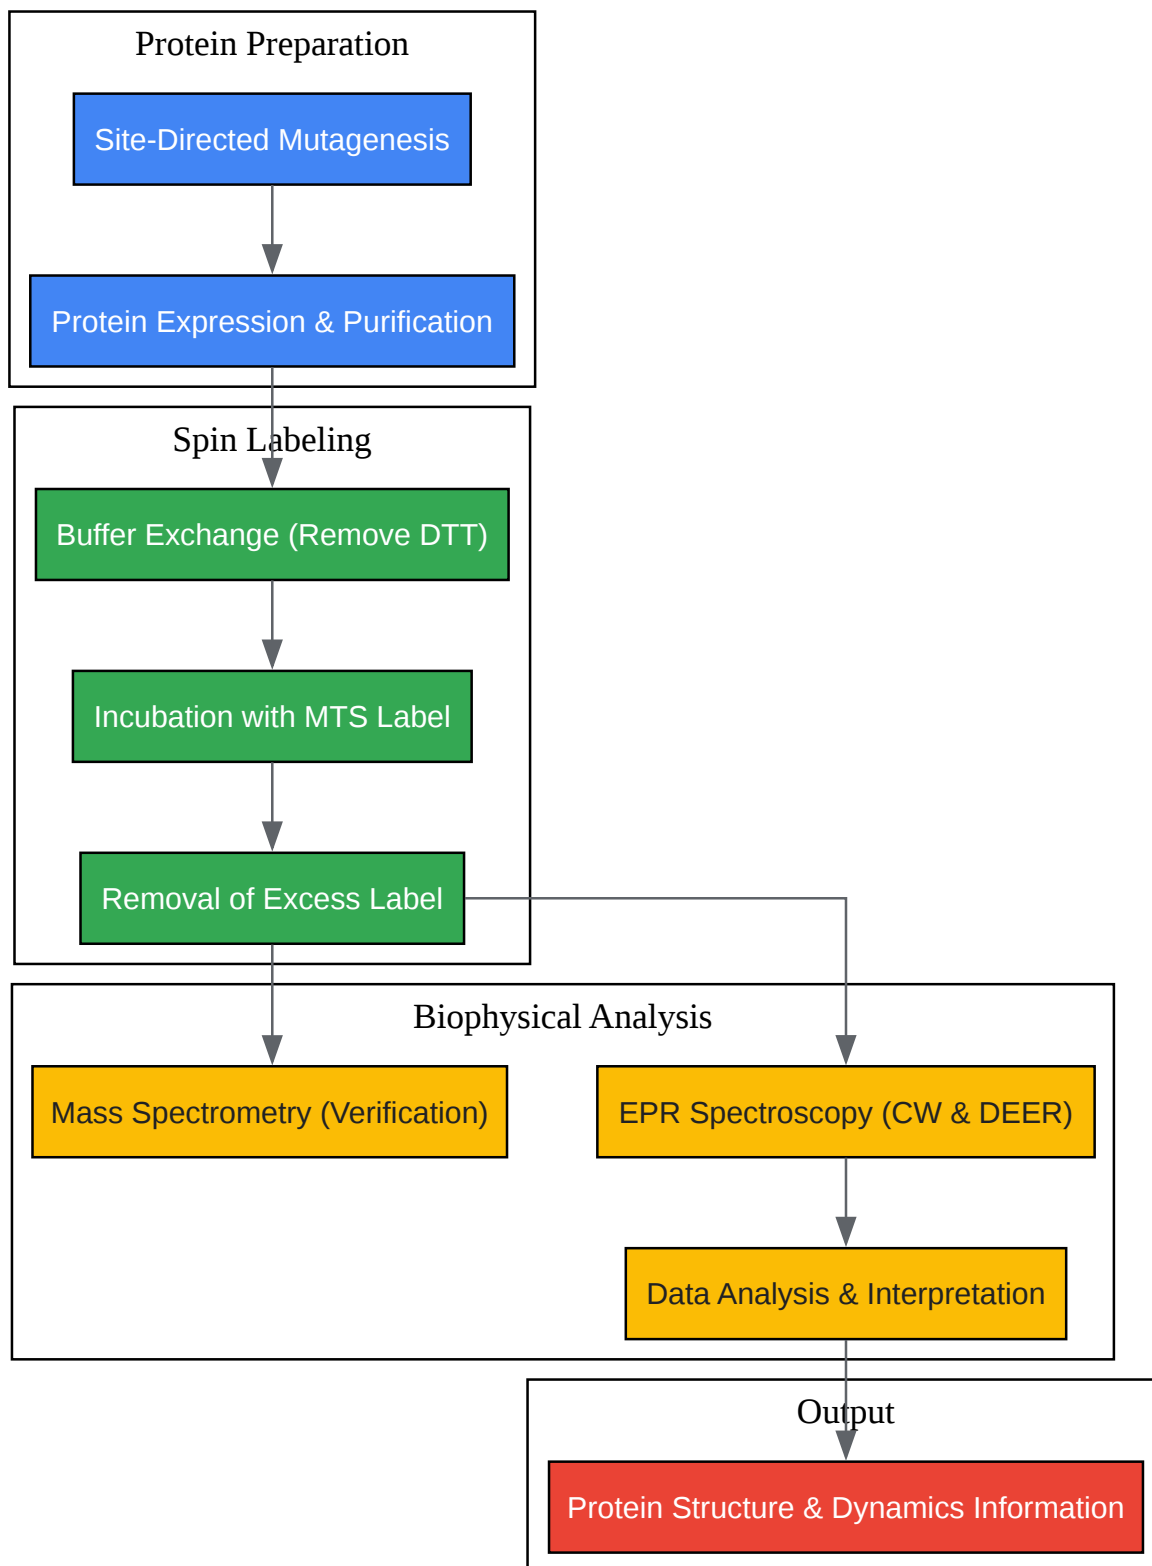 Protein Preparation
Site-Directed Mutagenesis
Protein Expression & Purification
Spin Labeling
Buffer Exchange (Remove DTT)
Incubation with MTS Label
Removal of Excess Label
Biophysical Analysis
Mass Spectrometry (Verification)
EPR Spectroscopy (CW & DEER)
Data Analysis & Interpretation
Output
Protein Structure & Dynamics Information